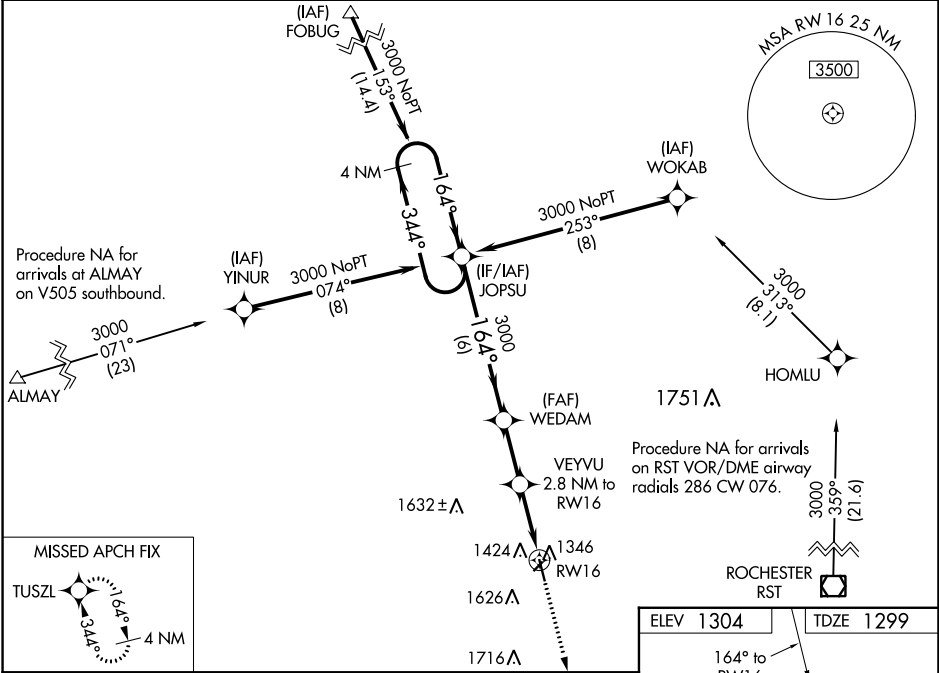 (IAF)
FOBUG
3000 NoPT
153°
(14.4)
MSA RW 16 25 NM
3500
4 NM
164°
344°
(IAF)
WOKAB
3000 NoPT
253°
(8)
Procedure NA for
arrivals at ALMAY
on V505 southbound.
(IAF)
YINUR
3000 NoPT
074°
(8)
(IF/IAF)
JOPSU
3000
313°
(8.1)
3000
071°
(23)
ALMAY
3000
164°
(6)
HOMLU
(FAF)
WEDAM
1751
Procedure NA for arrivals
on RST VOR/DME airway
radials 286 CW 076.
VEYVU
2.8 NM to
RW16
1632±
3000
359°
(21.6)
MISSED APCH FIX
TUSZL
164°
344°
4 NM
1424
1346
RW16
ROCHESTER
RST
1626
1716
ELEV 1304
TDZE 1299
164° to
RW16